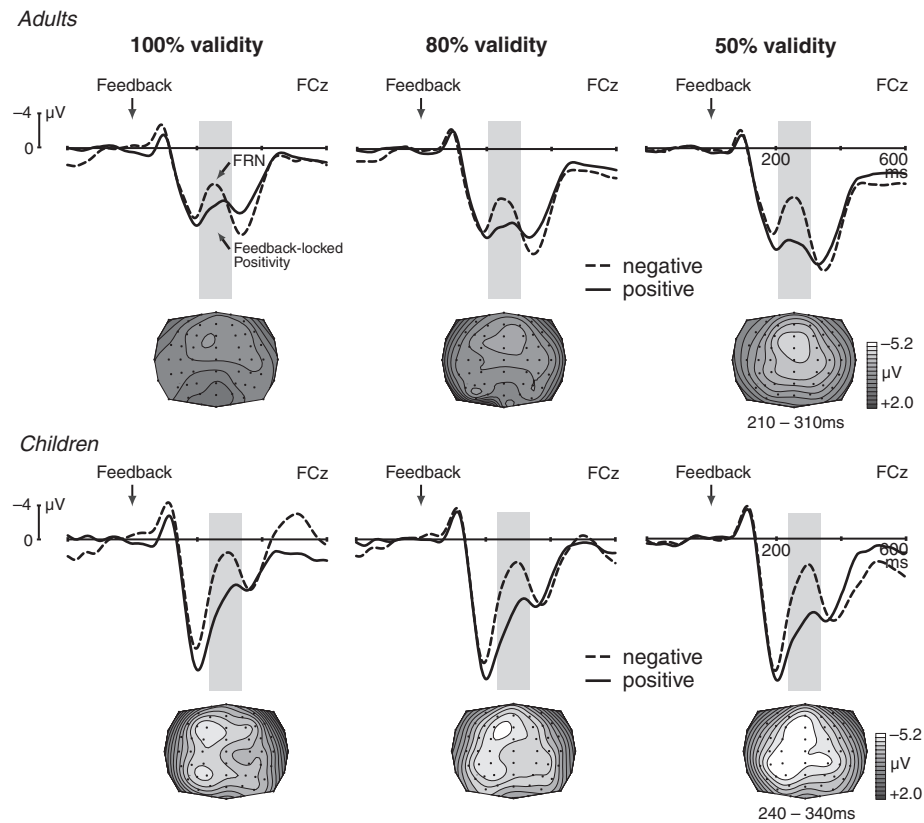 Adults
100% validity
80% validity
50% validity
Feedback
FCz
Feedback
FCz
Feedback
FCz
−4 µV
0
200
600
ms
FRN
Feedback-locked
Positivity
negative
positive
−5.2
µV
+2.0
210 – 310ms
Children
Feedback
FCz
Feedback
FCz
Feedback
FCz
−4 µV
0
200
600
ms
negative
positive
−5.2
µV
+2.0
240 – 340ms